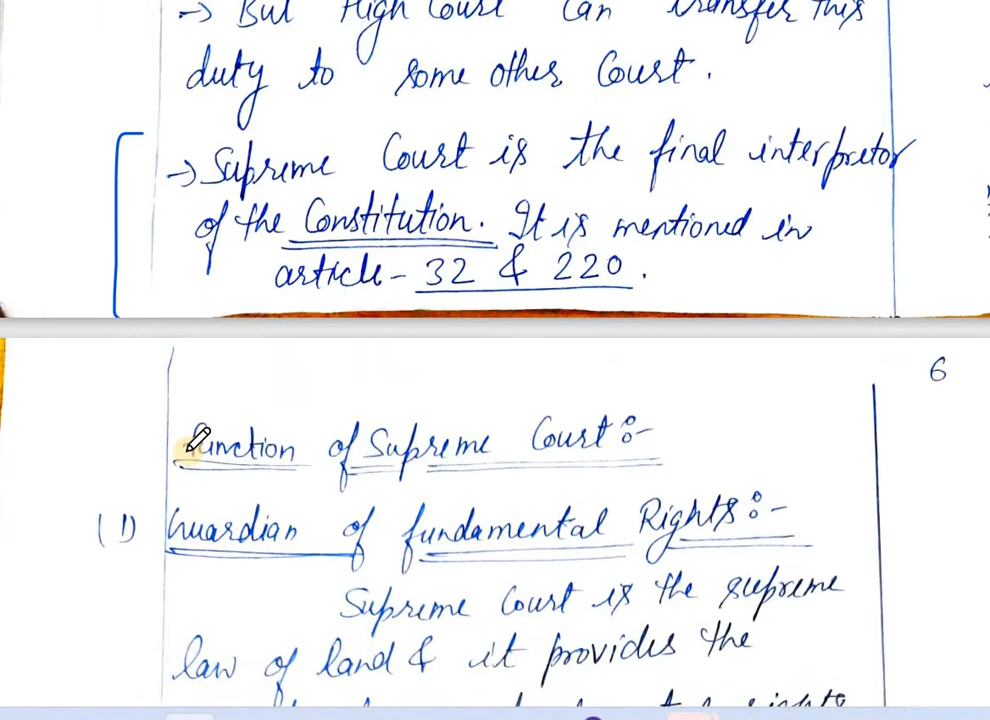 → But High Court can transfer this
duty to some other Court.
→ Supreme Court is the final interpretor
of the Constitution. It is mentioned in
article - 32 & 220.
6
function of Supreme Court :-
(1) Guardian of fundamental Rights :-
Supreme Court is the supreme
law of land & it provides the